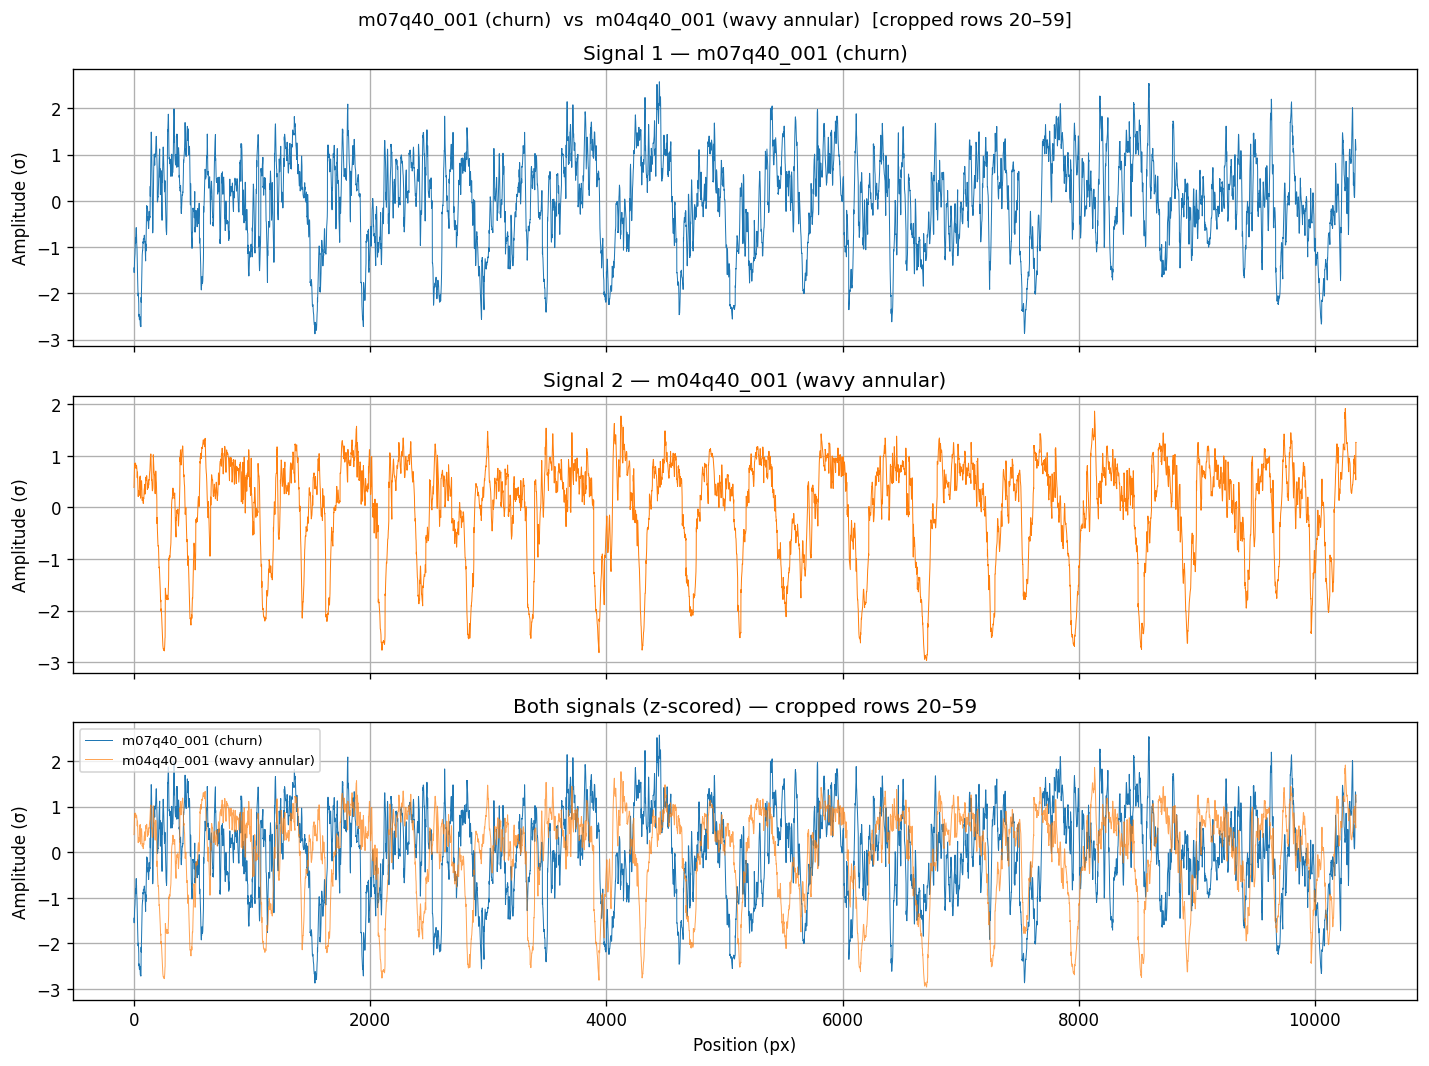 m07q40_001 (churn)  vs  m04q40_001 (wavy annular)  [cropped rows 20–59]
Signal 1 — m07q40_001 (churn)
Amplitude (σ)
2
1
0
−1
−2
−3
Signal 2 — m04q40_001 (wavy annular)
Amplitude (σ)
2
1
0
−1
−2
−3
Both signals (z-scored) — cropped rows 20–59
m07q40_001 (churn)
m04q40_001 (wavy annular)
Amplitude (σ)
2
1
0
−1
−2
−3
0 2000 4000 6000 8000 10000
Position (px)